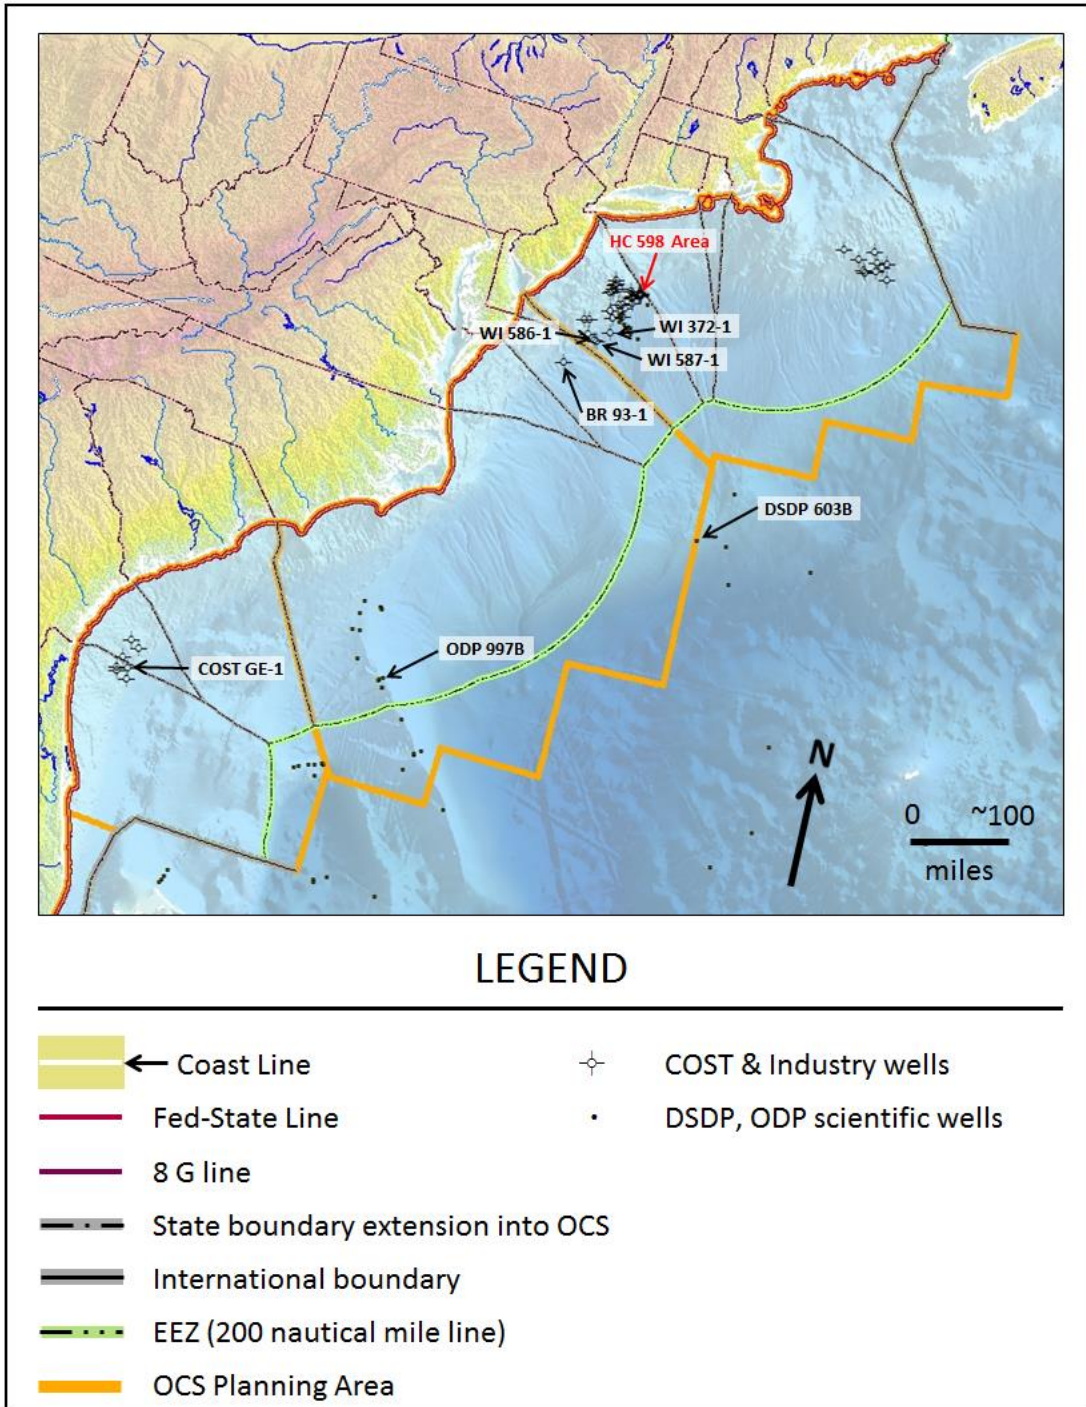 HC 598 Area
WI 586-1
WI 372-1
WI 587-1
BR 93-1
DSDP 603B
ODP 997B
COST GE-1
N
0 ~100
miles
LEGEND
Coast Line
COST & Industry wells
Fed-State Line
DSDP, ODP scientific wells
8 G line
State boundary extension into OCS
International boundary
EEZ (200 nautical mile line)
OCS Planning Area